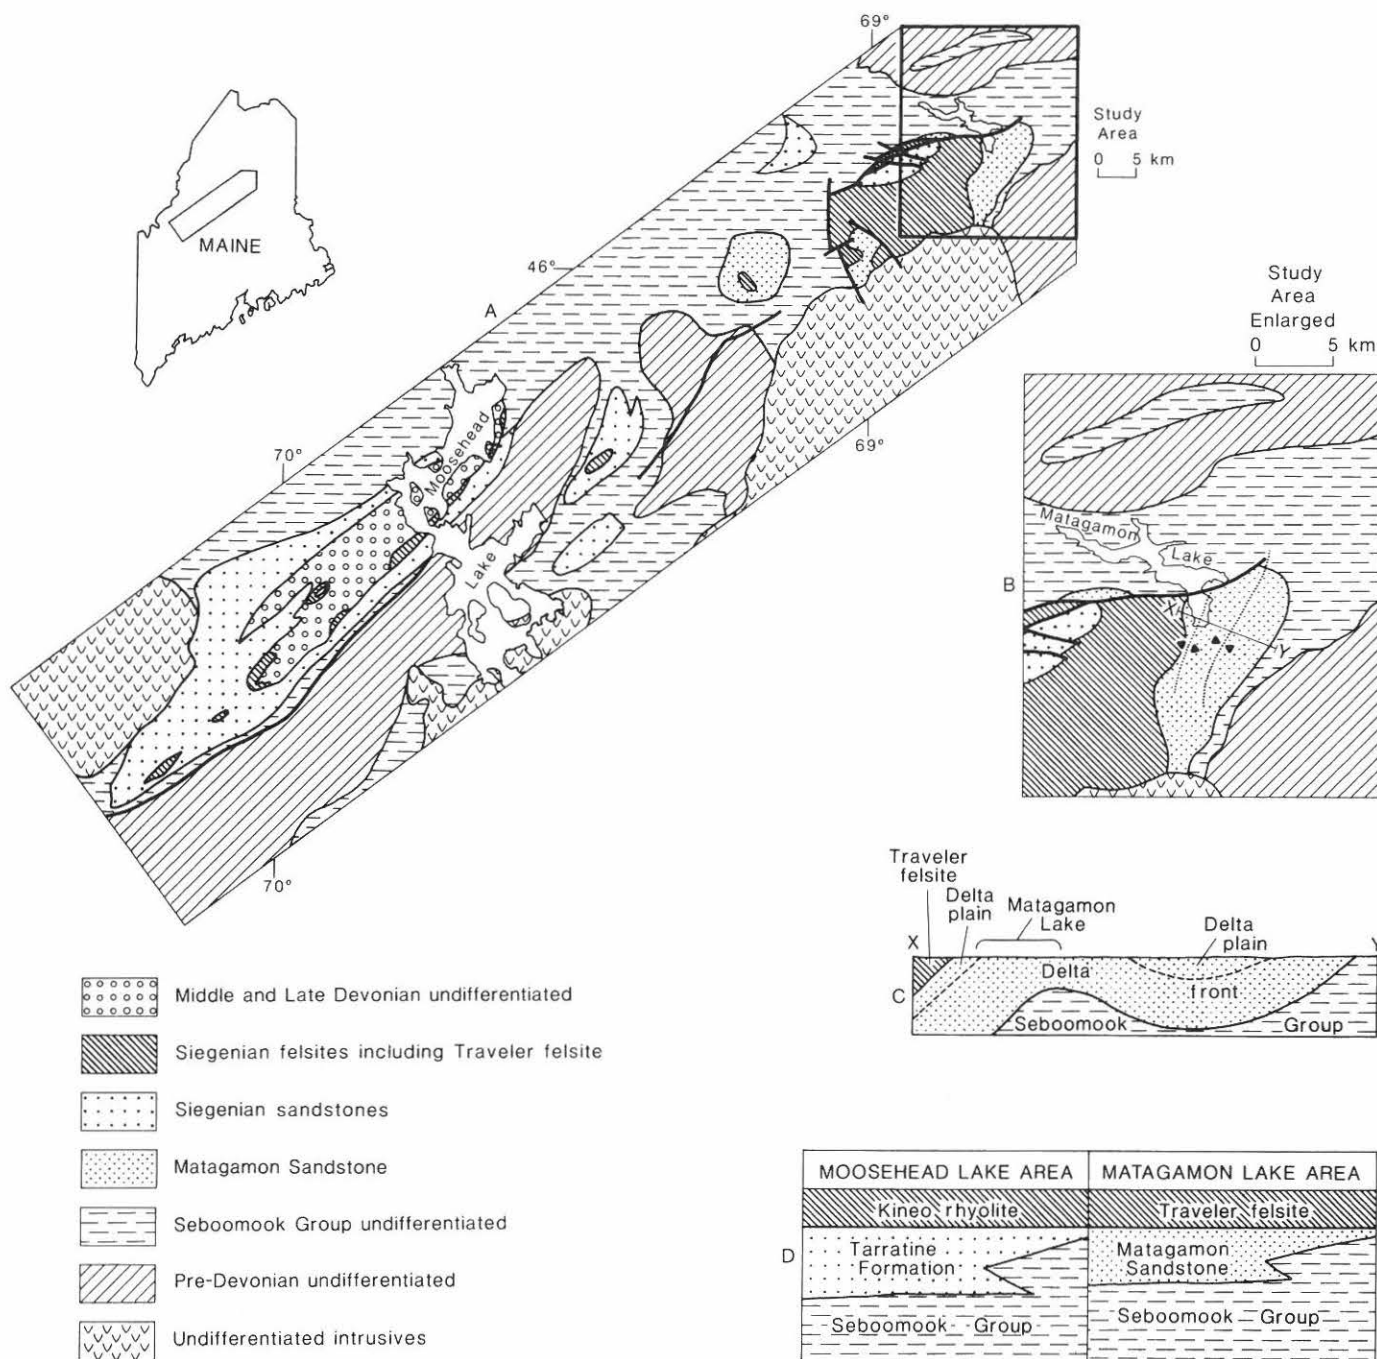 69°
Study
Area
0 5 km
MAINE
46°
A
Study
Area
Enlarged
0 5 km
Moosehead
Lake
70°
69°
70°
B
Matagamon
Lake
X
Y
Traveler
felsite
Delta
plain
Matagamon
Lake
Delta
plain
X
Y
C
Delta
front
Seboomook
Group
Middle and Late Devonian undifferentiated
Siegenian felsites including Traveler felsite
Siegenian sandstones
Matagamon Sandstone
Seboomook Group undifferentiated
Pre-Devonian undifferentiated
Undifferentiated intrusives
MOOSEHEAD LAKE AREA
MATAGAMON LAKE AREA
Kineo rhyolite
Traveler felsite
D
Tarratine
Formation
Matagamon
Sandstone
Seboomook Group
Seboomook Group